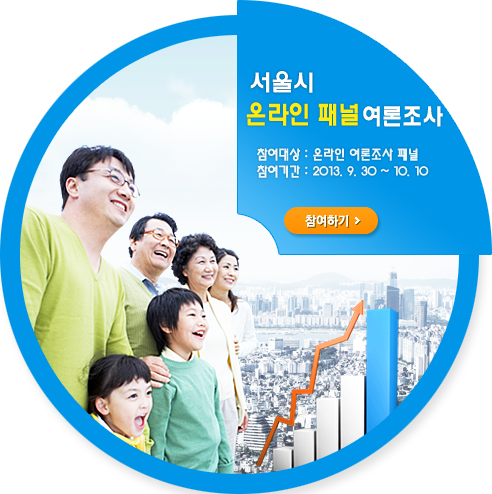 서울시
온라인 패널 여론조사
참여대상 : 온라인 여론조사 패널
참여기간 : 2013. 9. 30 ~ 10. 10
참여하기 >